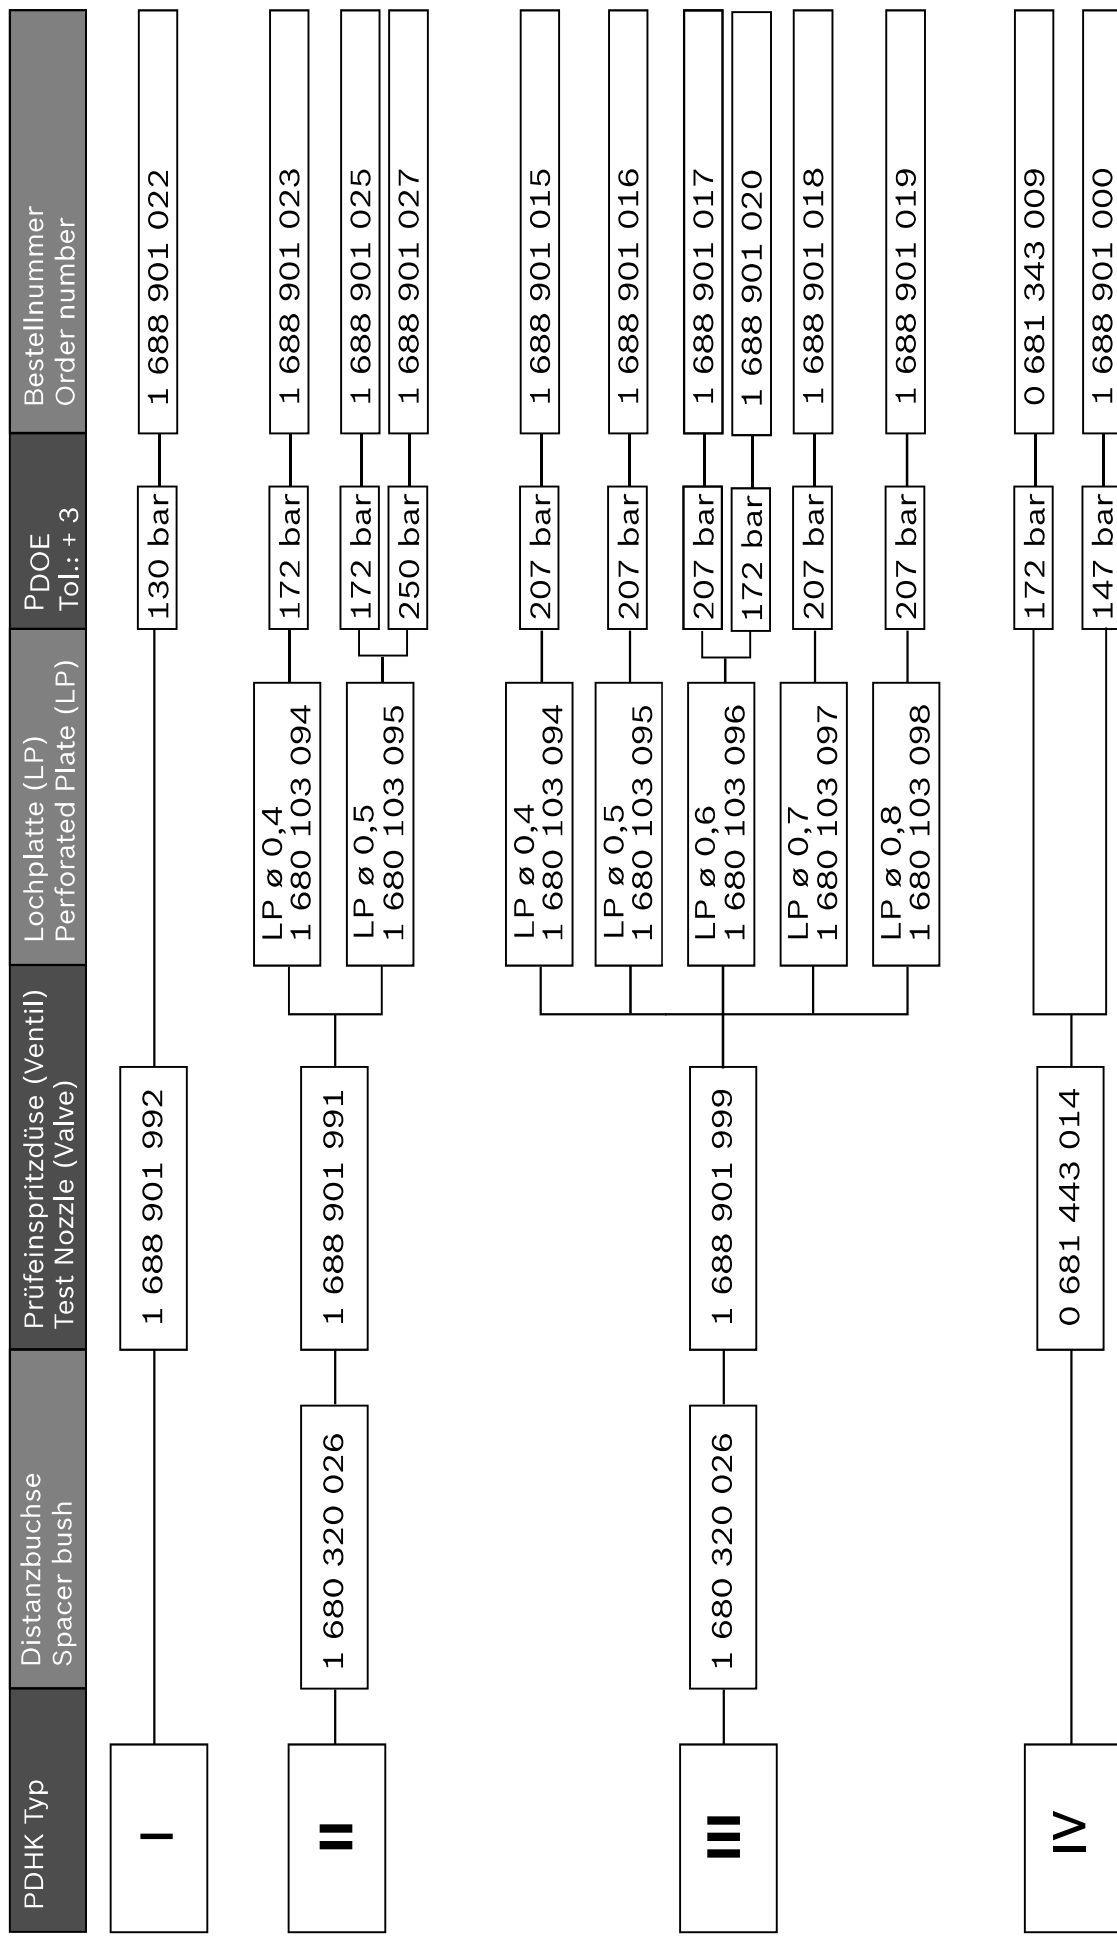 PDHK Typ
Distanzbuchse
Spacer bush
Prüfeinspritzdüse (Ventil)
Test Nozzle (Valve)
Lochplatte (LP)
Perforated Plate (LP)
PDOE
Tol.: + 3
Bestellnummer
Order number
I
1 688 901 992
130 bar
1 688 901 022
II
1 680 320 026
1 688 901 991
LP ø 0,4
1 680 103 094
172 bar
1 688 901 023
LP ø 0,5
1 680 103 095
172 bar
1 688 901 025
250 bar
1 688 901 027
III
1 680 320 026
1 688 901 999
LP ø 0,4
1 680 103 094
207 bar
1 688 901 015
LP ø 0,5
1 680 103 095
207 bar
1 688 901 016
LP ø 0,6
1 680 103 096
207 bar
1 688 901 017
172 bar
1 688 901 020
LP ø 0,7
1 680 103 097
207 bar
1 688 901 018
LP ø 0,8
1 680 103 098
207 bar
1 688 901 019
IV
0 681 443 014
172 bar
0 681 343 009
147 bar
1 688 901 000